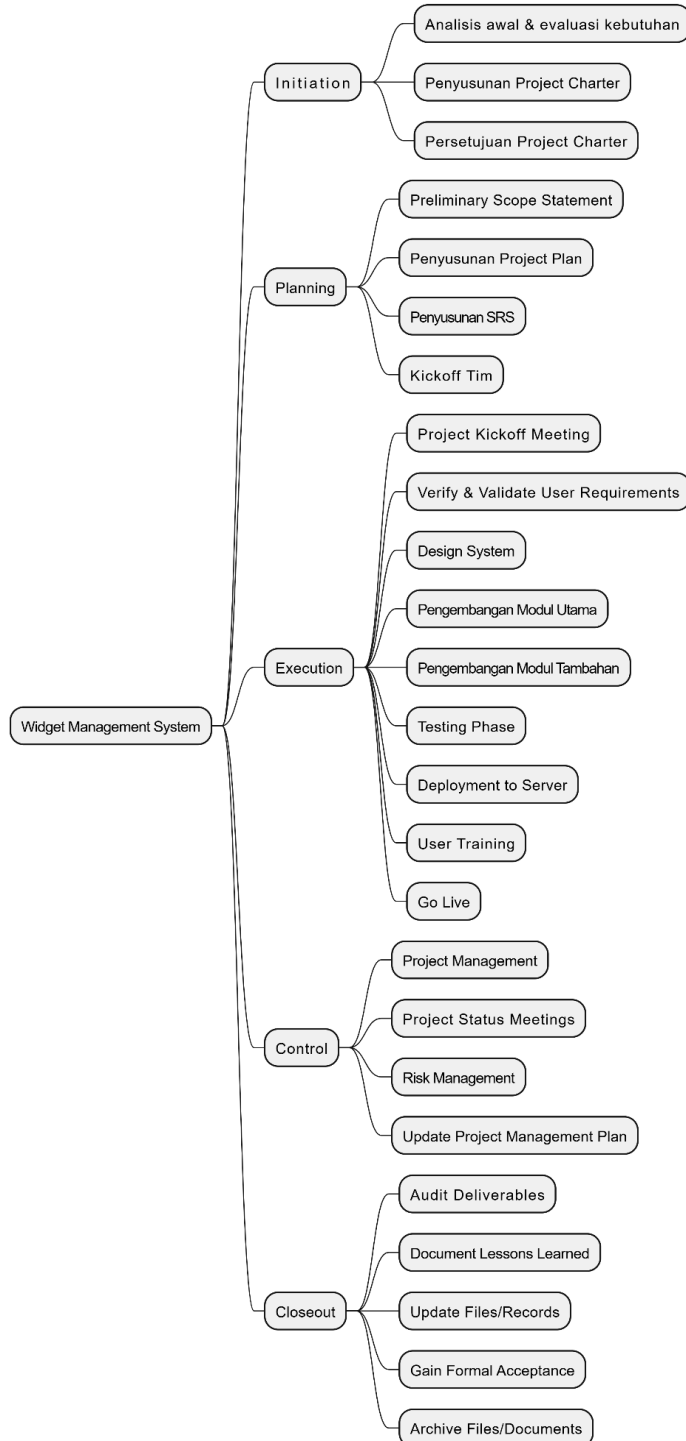 Widget Management System
Initiation
Analisis awal & evaluasi kebutuhan
Penyusunan Project Charter
Persetujuan Project Charter
Planning
Preliminary Scope Statement
Penyusunan Project Plan
Penyusunan SRS
Kickoff Tim
Execution
Project Kickoff Meeting
Verify & Validate User Requirements
Design System
Pengembangan Modul Utama
Pengembangan Modul Tambahan
Testing Phase
Deployment to Server
User Training
Go Live
Control
Project Management
Project Status Meetings
Risk Management
Update Project Management Plan
Closeout
Audit Deliverables
Document Lessons Learned
Update Files/Records
Gain Formal Acceptance
Archive Files/Documents